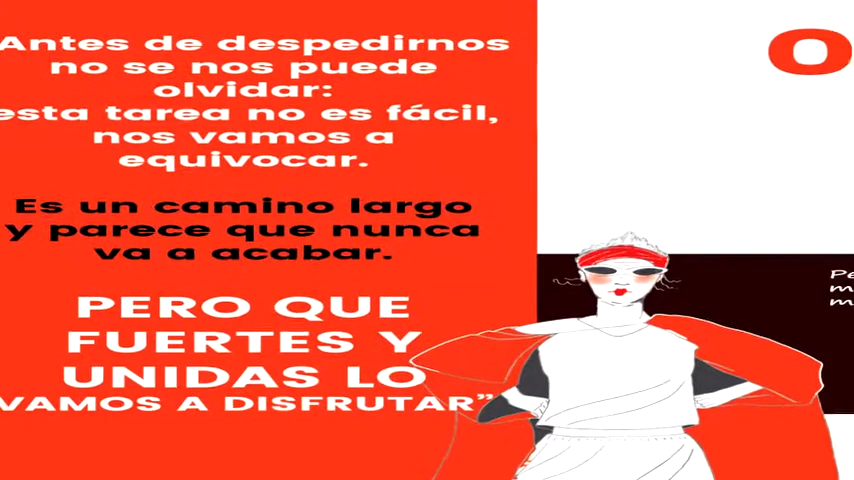 Antes de despedirnos
no se nos puede
olvidar:
esta tarea no es fácil,
nos vamos a
equivocar.
Es un camino largo
y parece que nunca
va a acabar.
PERO QUE
FUERTES Y
UNIDAS LO
VAMOS A DISFRUTAR”
O